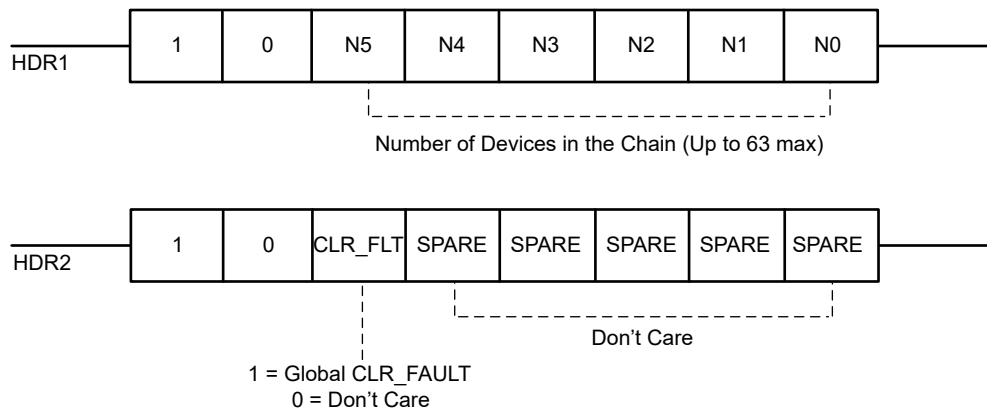 HDR1 1 0 N5 N4 N3 N2 N1 N0
Number of Devices in the Chain (Up to 63 max)
HDR2 1 0 CLR_FLT SPARE SPARE SPARE SPARE SPARE
Don't Care
1 = Global CLR_FAULT
0 = Don't Care